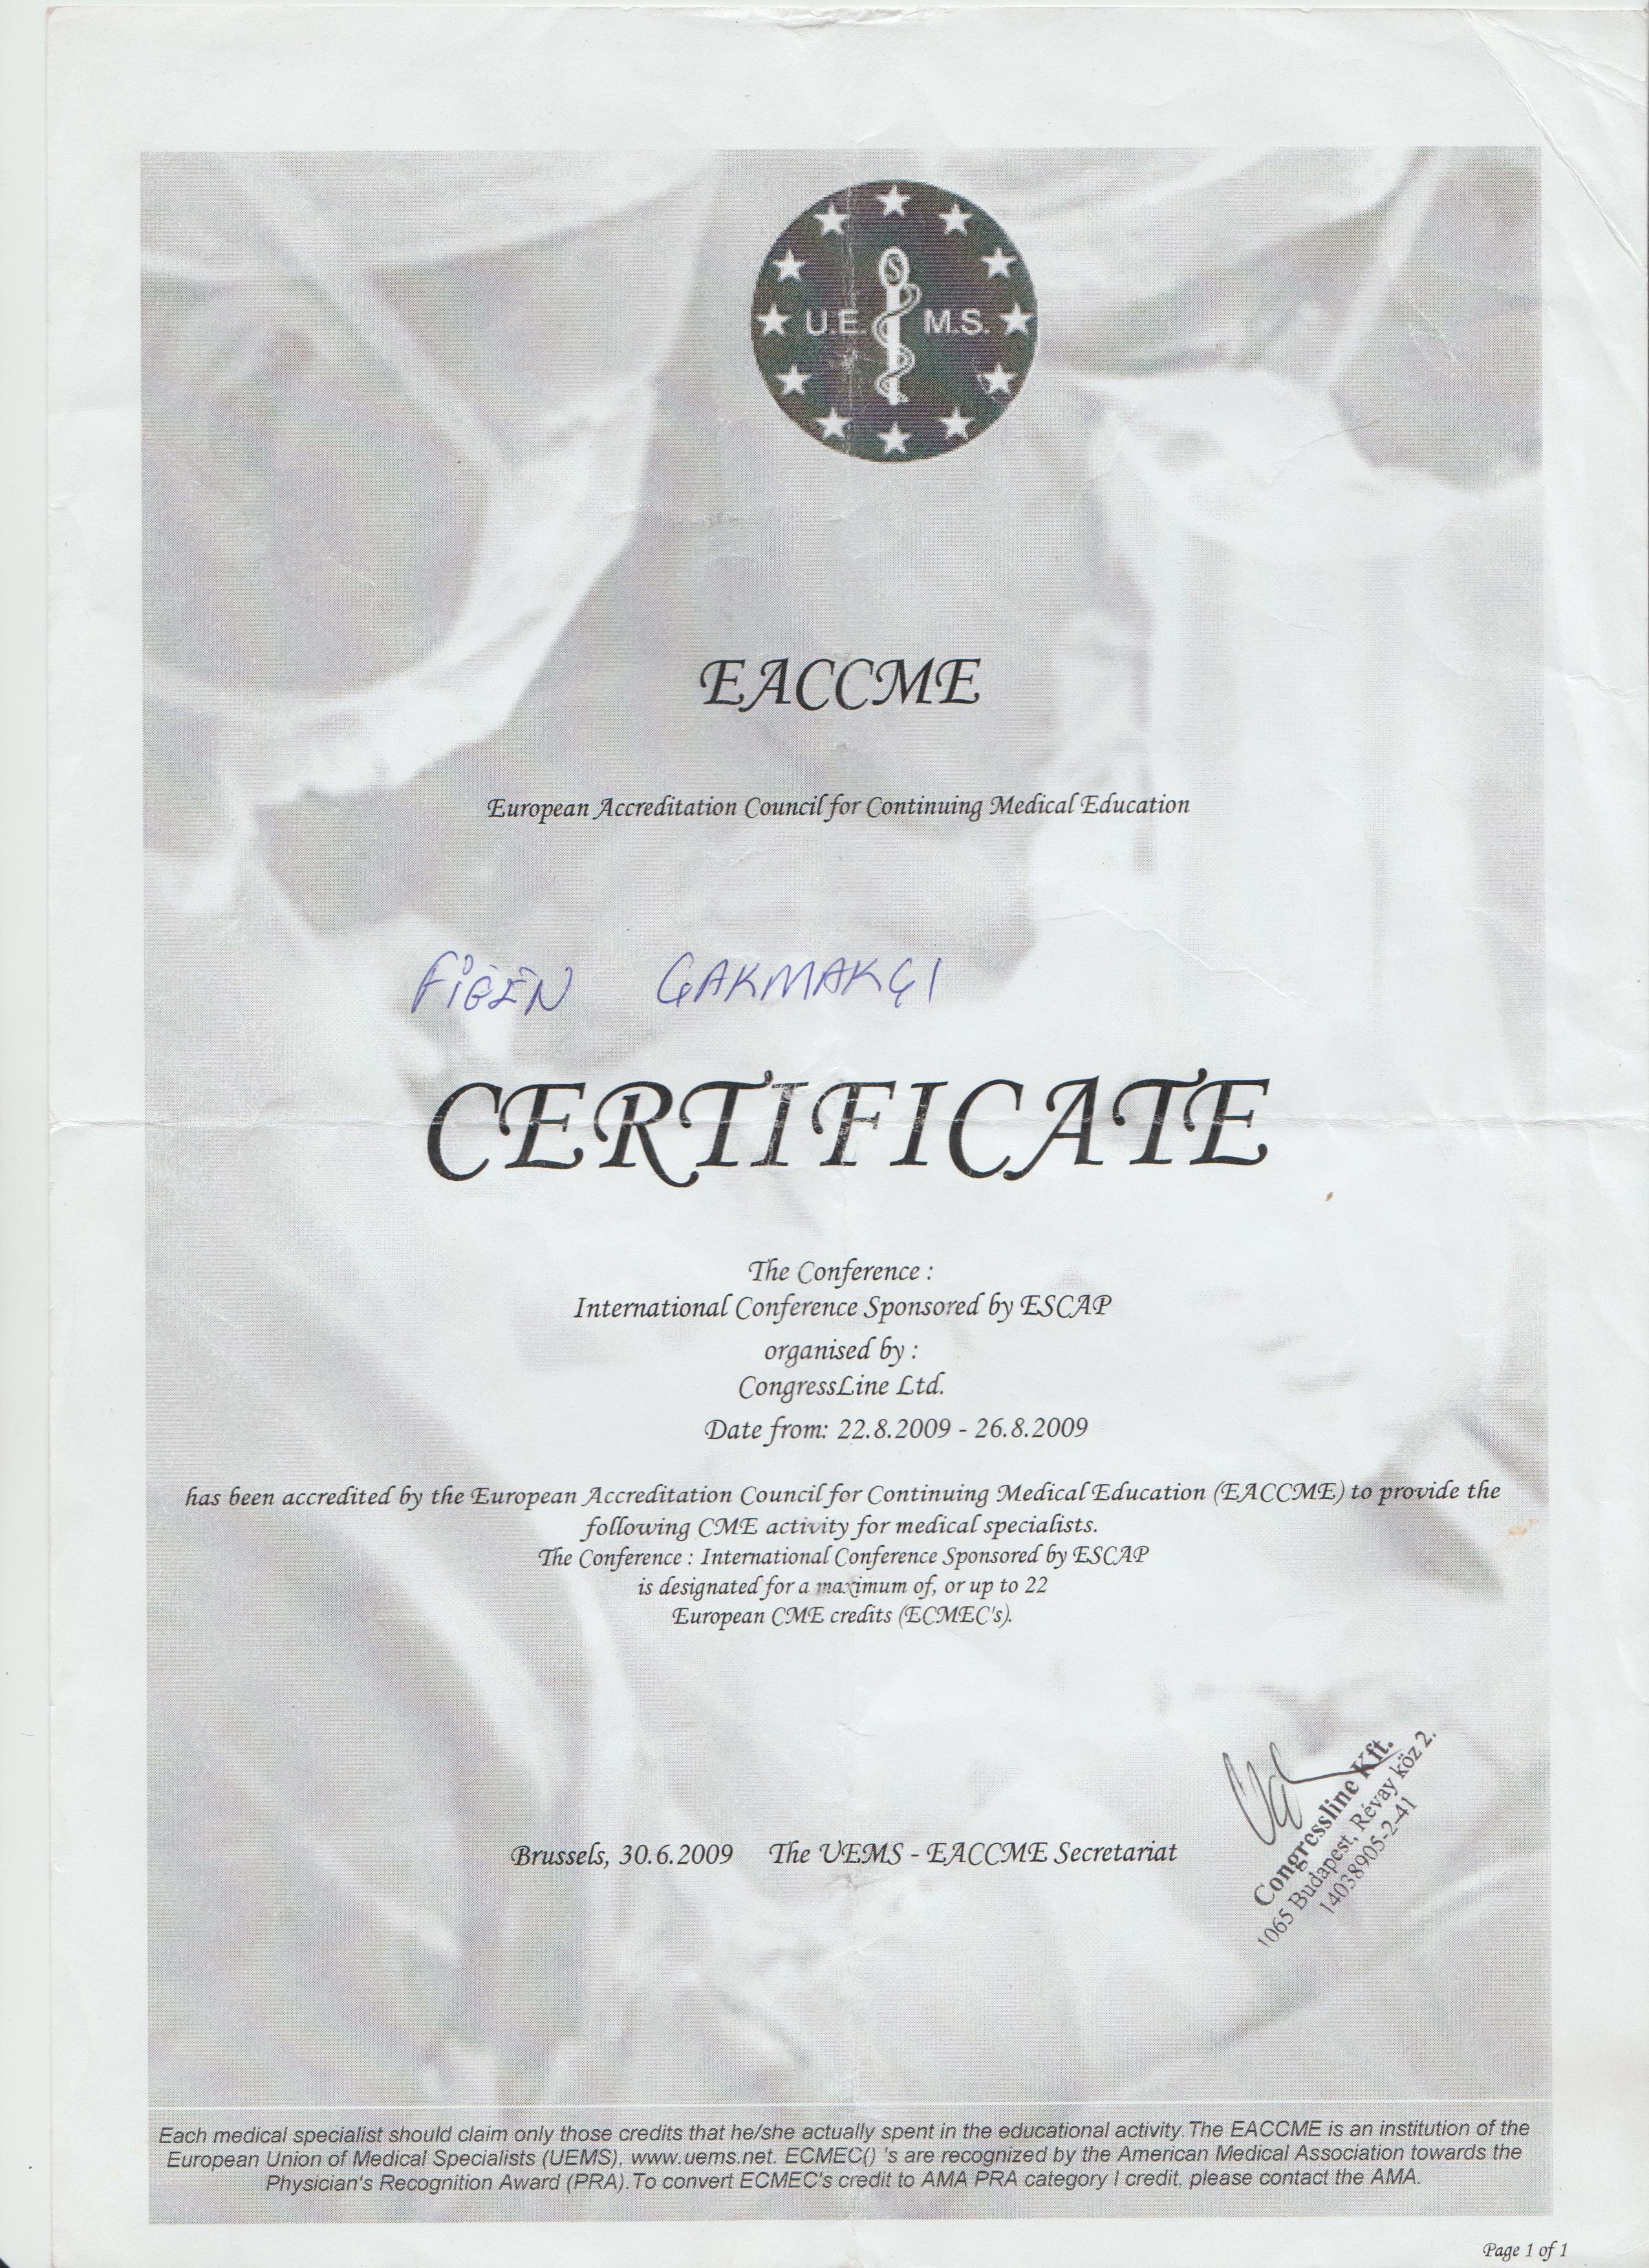 U.E. M.S.
EACCME
European Accreditation Council for Continuing Medical Education
FİGEN ÇAKMAKÇI
CERTIFICATE
The Conference :
International Conference Sponsored by ESCAP
organised by :
CongressLine Ltd.
Date from: 22.8.2009 - 26.8.2009
has been accredited by the European Accreditation Council for Continuing Medical Education (EACCME) to provide the
following CME activity for medical specialists.
The Conference : International Conference Sponsored by ESCAP
is designated for a maximum of, or up to 22
European CME credits (ECMEC's).
Brussels, 30.6.2009 The UEMS - EACCME Secretariat
Congressline Kft.
1065 Budapest, Révay köz 2.
14038905-2-41
Each medical specialist should claim only those credits that he/she actually spent in the educational activity. The EACCME is an institution of the
European Union of Medical Specialists (UEMS), www.uems.net. ECMEC() 's are recognized by the American Medical Association towards the
Physician's Recognition Award (PRA). To convert ECMEC's credit to AMA PRA category I credit, please contact the AMA.
Page 1 of 1